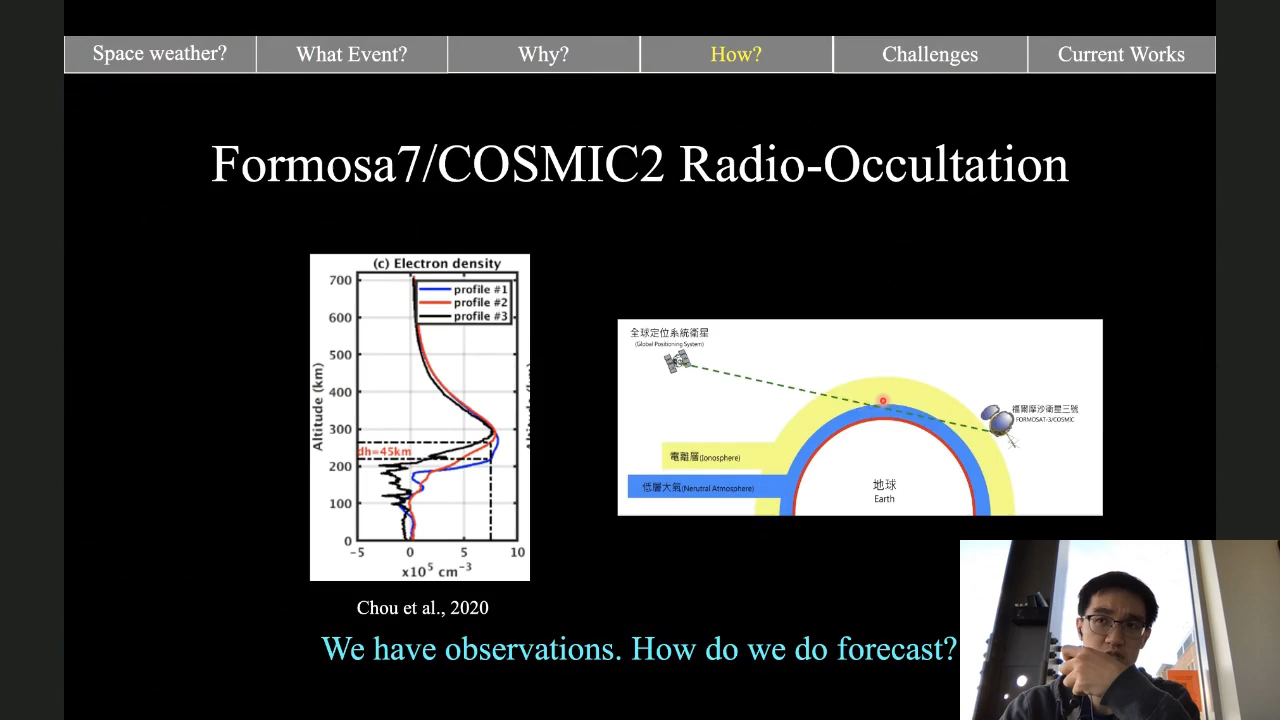 Space weather?
What Event?
Why?
How?
Challenges
Current Works
Formosa7/COSMIC2 Radio-Occultation
(c) Electron density
700
600
500
400
300
200
100
0
Altitude (km)
profile #1
profile #2
profile #3
dh=45km
-5 0 5 10
x10⁵ cm⁻³
Chou et al., 2020
全球定位系統衛星
(Global Positioning System)
福爾摩沙衛星三號
FORMOSAT-3/COSMIC
電離層(Ionosphere)
低層大氣(Nerutral Atmosphere)
地球
Earth
We have observations. How do we do forecast?